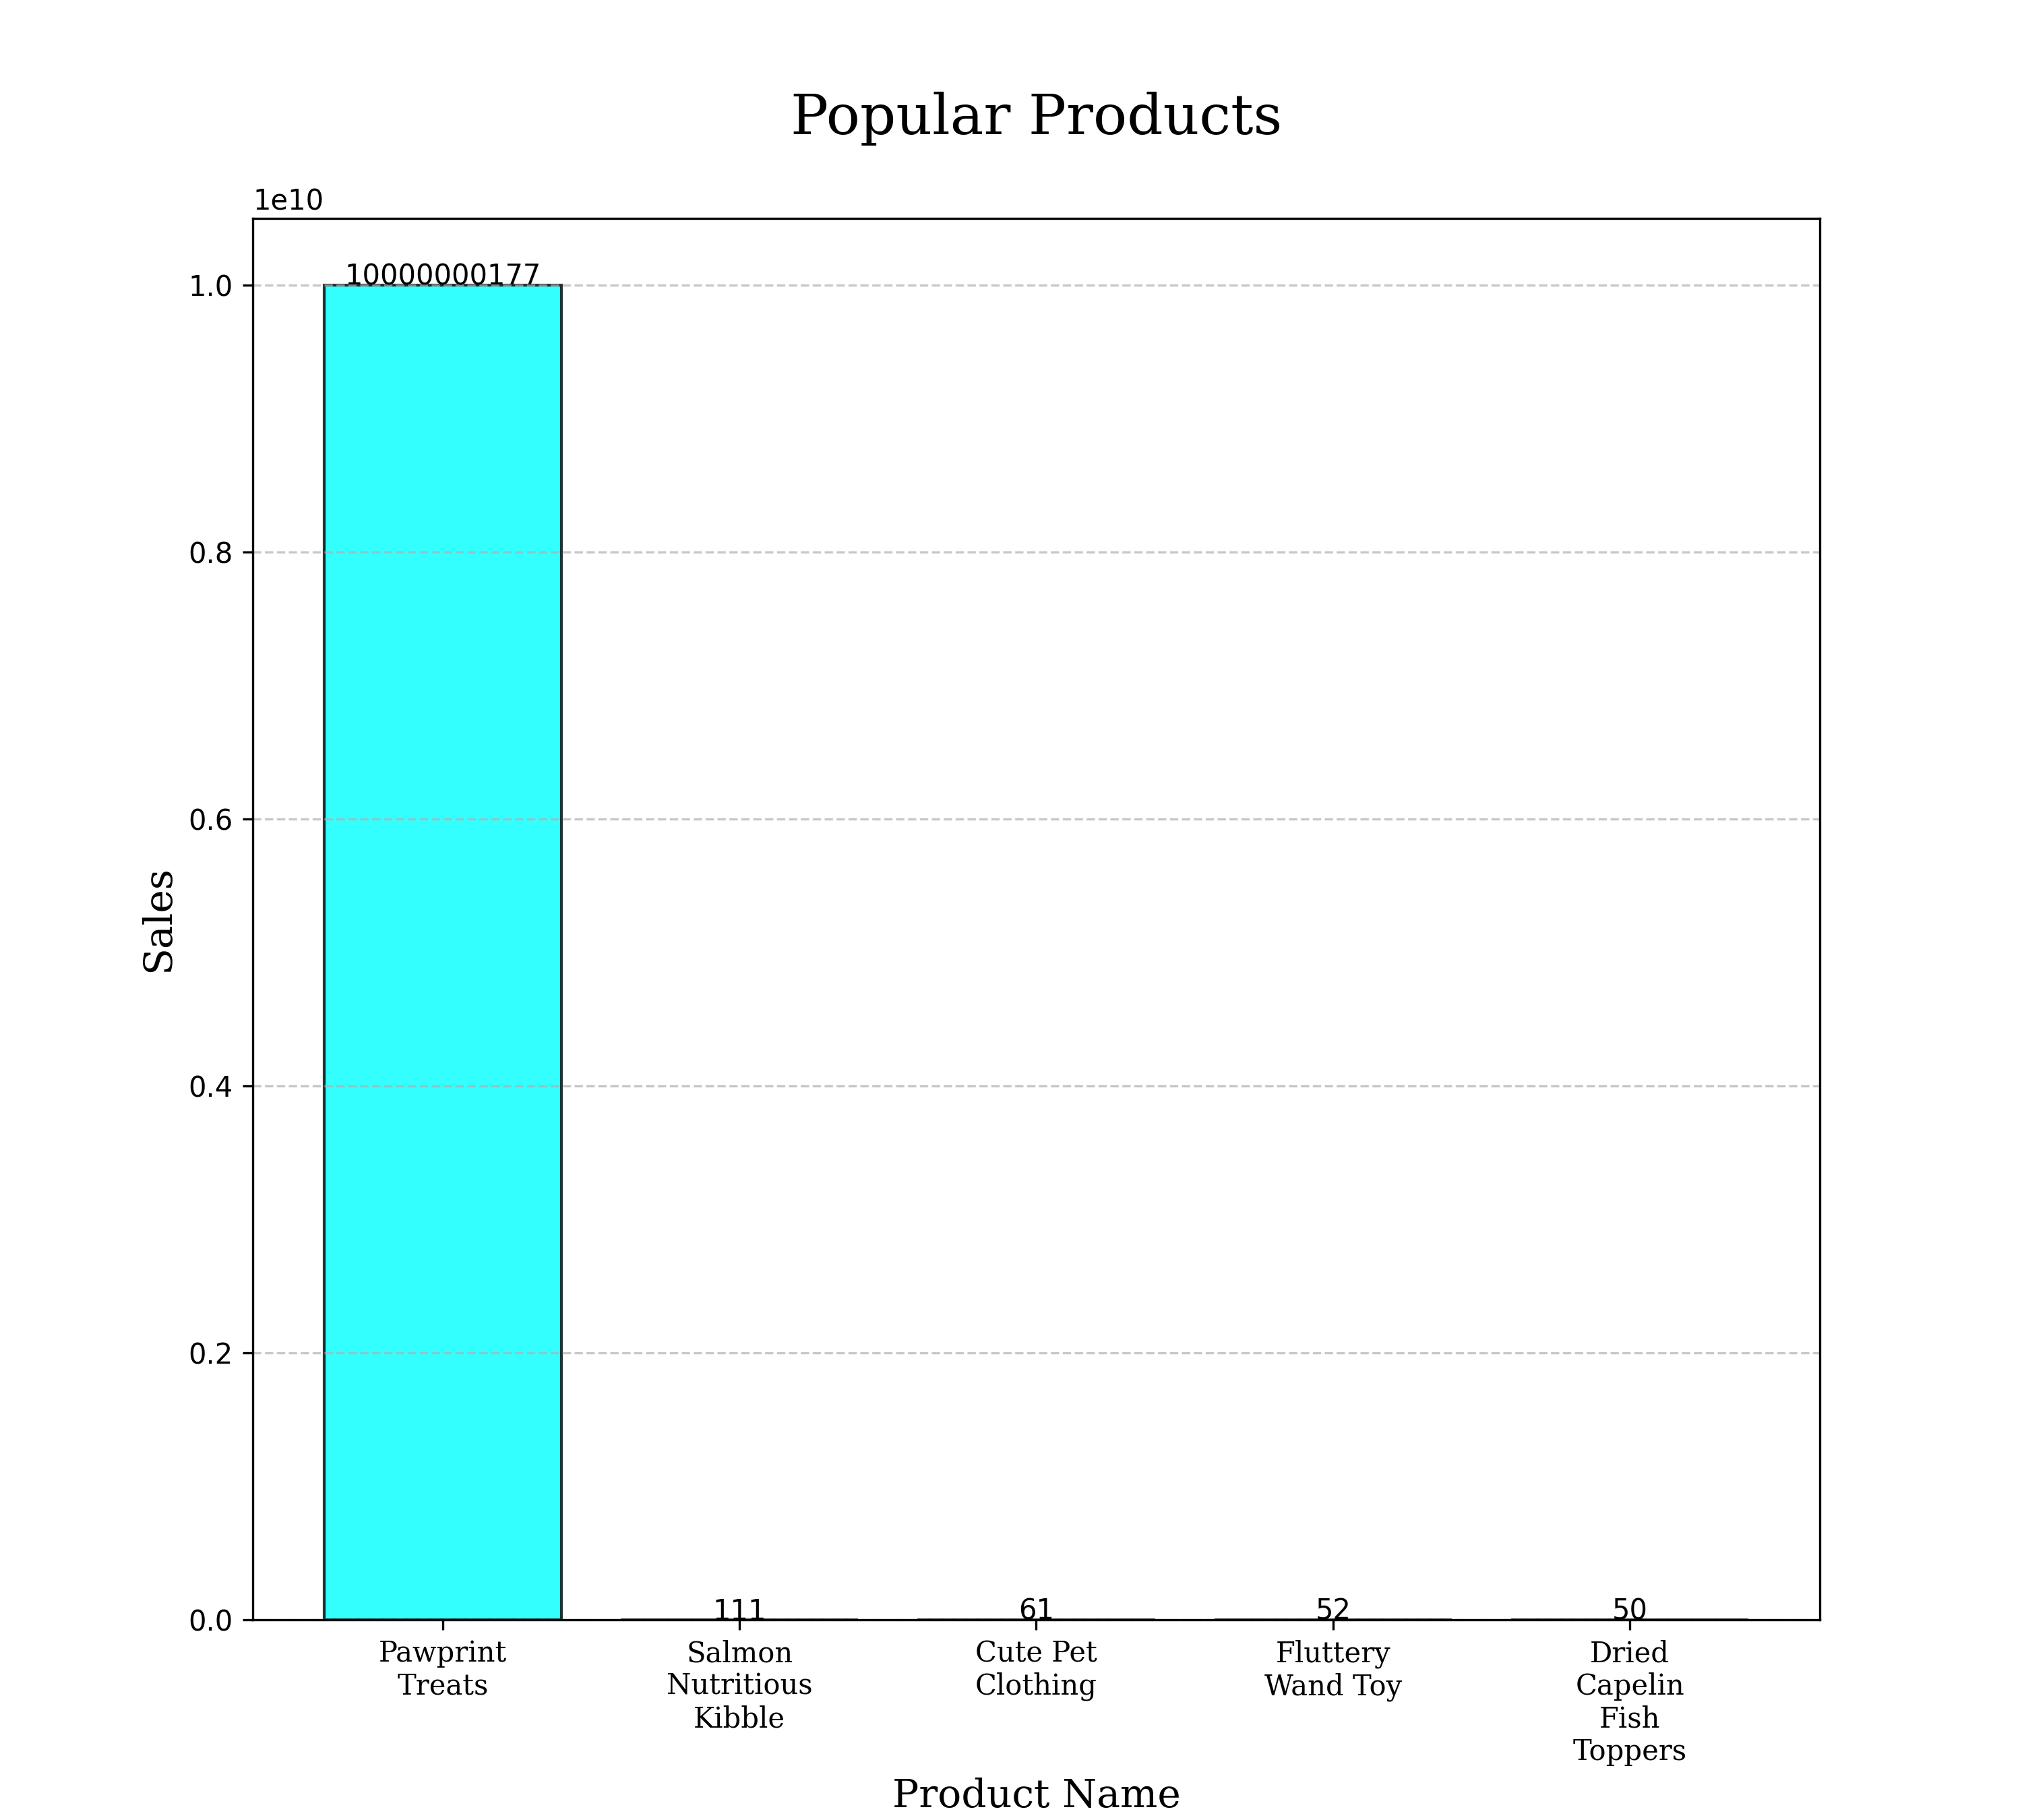 Popular Products
1e10
1.0
0.8
0.6
0.4
0.2
0.0
Sales
10000000177
111
61
52
50
Pawprint
Treats
Salmon
Nutritious
Kibble
Cute Pet
Clothing
Fluttery
Wand Toy
Dried
Capelin
Fish
Toppers
Product Name